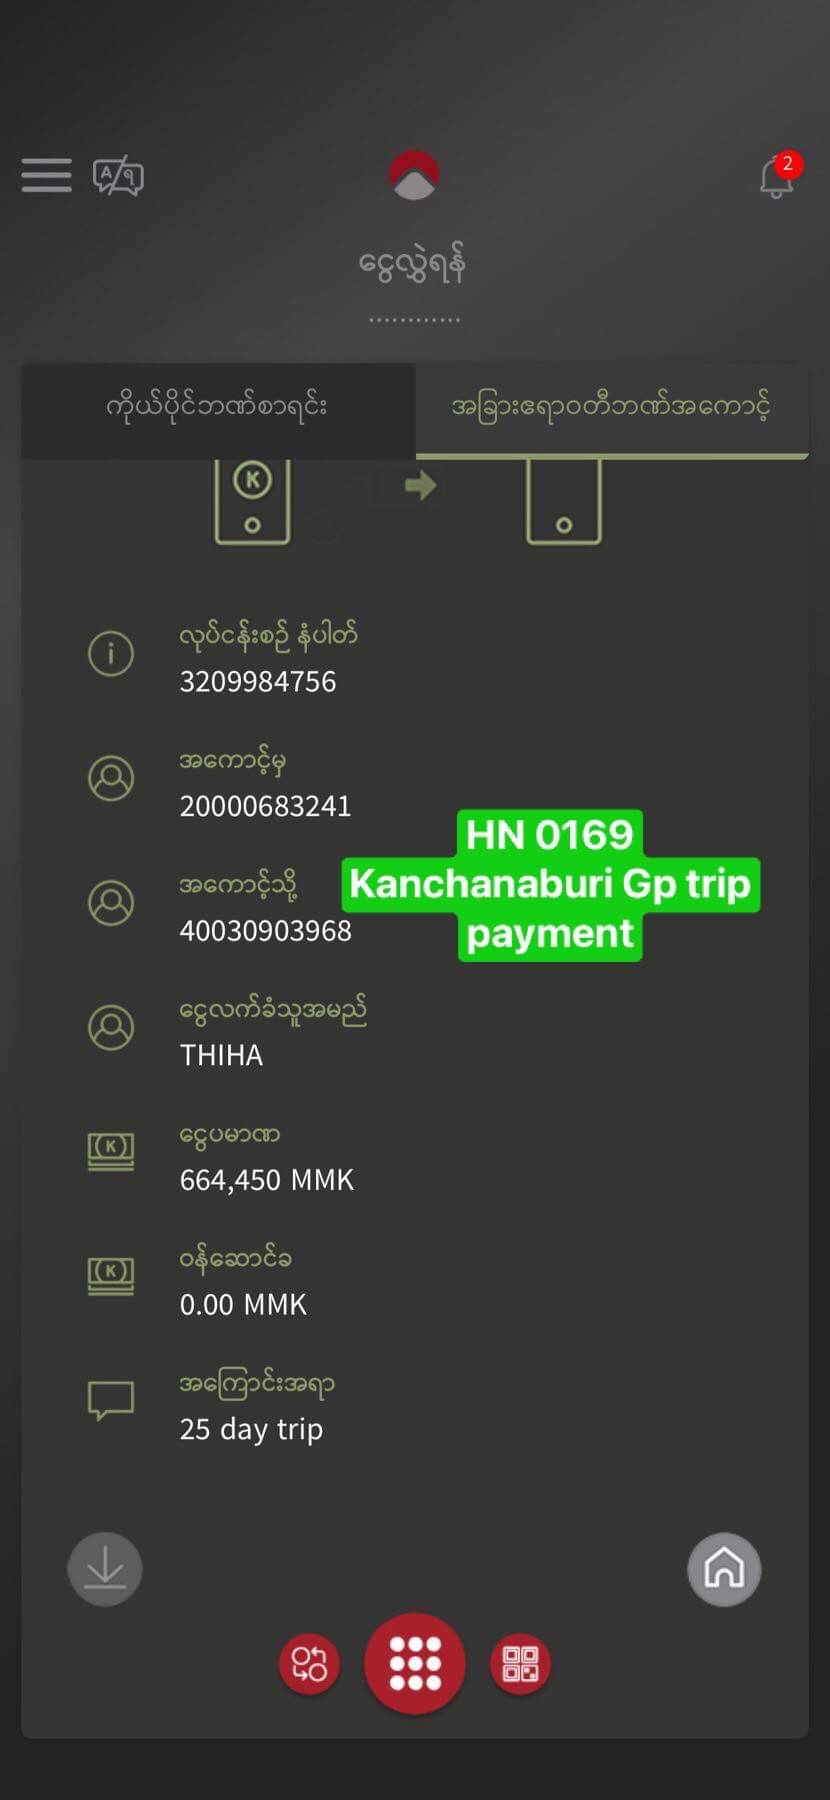 2
ငွေလွှဲရန်
ကိုယ်ပိုင်ဘဏ်စာရင်း
အခြားဧရာဝတီဘဏ်အကောင့်
လုပ်ငန်းစဉ် နံပါတ်
3209984756
အကောင့်မှ
20000683241
အကောင့်သို့
40030903968
HN 0169
Kanchanaburi Gp trip
payment
ငွေလက်ခံသူအမည်
THIHA
ငွေပမာဏ
664,450 MMK
ဝန်ဆောင်ခ
0.00 MMK
အကြောင်းအရာ
25 day trip